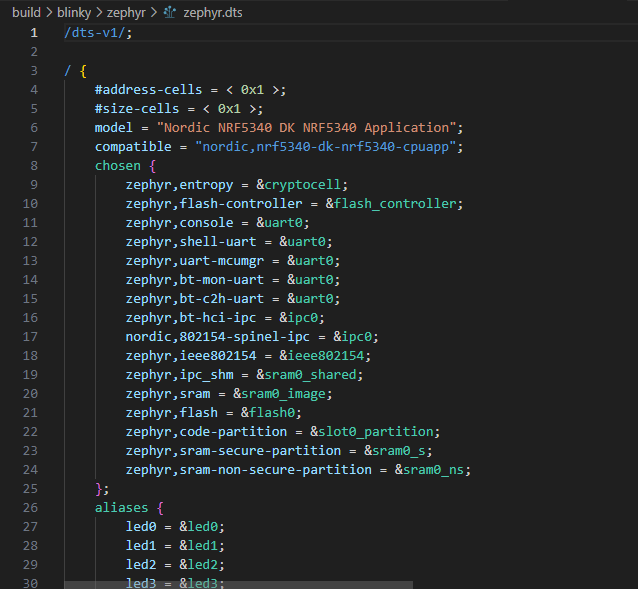 build > blinky > zephyr > zephyr.dts
1 /dts-v1/;
2
3 / {
4     #address-cells = < 0x1 >;
5     #size-cells = < 0x1 >;
6     model = "Nordic NRF5340 DK NRF5340 Application";
7     compatible = "nordic,nrf5340-dk-nrf5340-cpuapp";
8     chosen {
9         zephyr,entropy = &cryptocell;
10         zephyr,flash-controller = &flash_controller;
11         zephyr,console = &uart0;
12         zephyr,shell-uart = &uart0;
13         zephyr,uart-mcumgr = &uart0;
14         zephyr,bt-mon-uart = &uart0;
15         zephyr,bt-c2h-uart = &uart0;
16         zephyr,bt-hci-ipc = &ipc0;
17         nordic,802154-spinel-ipc = &ipc0;
18         zephyr,ieee802154 = &ieee802154;
19         zephyr,ipc_shm = &sram0_shared;
20         zephyr,sram = &sram0_image;
21         zephyr,flash = &flash0;
22         zephyr,code-partition = &slot0_partition;
23         zephyr,sram-secure-partition = &sram0_s;
24         zephyr,sram-non-secure-partition = &sram0_ns;
25     };
26     aliases {
27         led0 = &led0;
28         led1 = &led1;
29         led2 = &led2;
30         led3 = &led3;